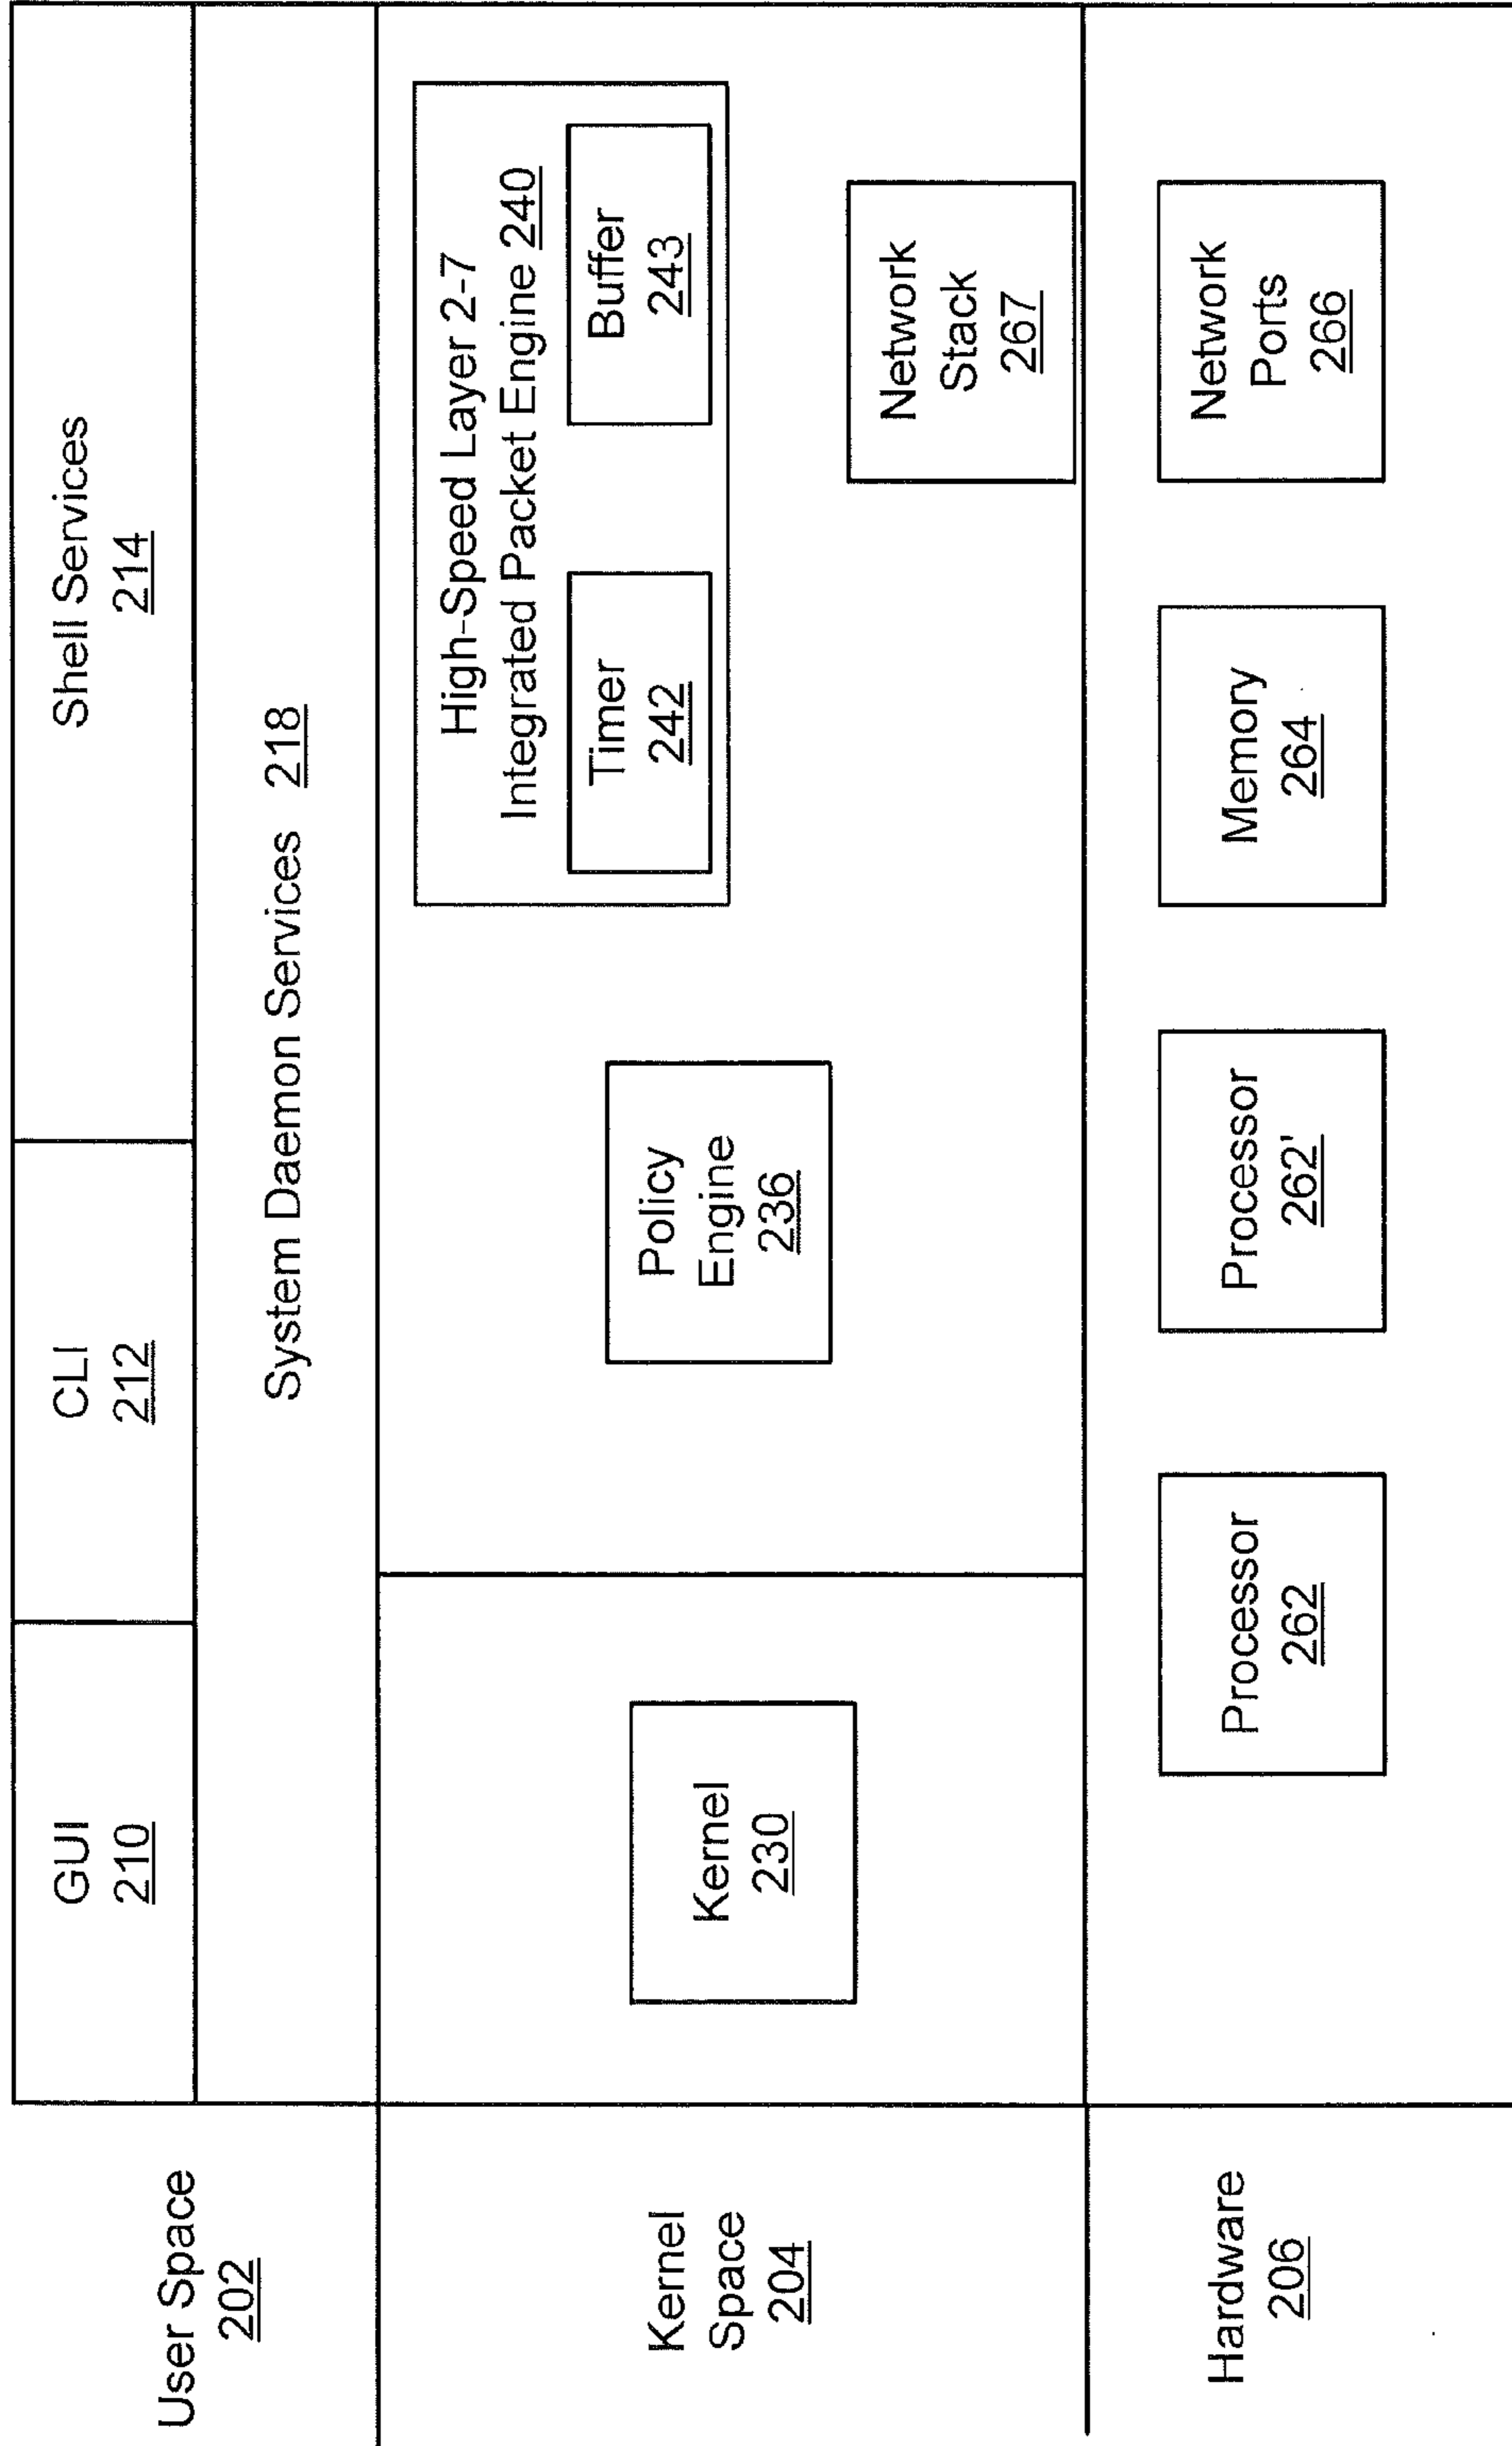 User Space
202
GUI
210
CLI
212
Shell Services
214
System Daemon Services 218
Kernel
Space
204
Kernel
230
Policy
Engine
236
High-Speed Layer 2-7
Integrated Packet Engine 240
Timer
242
Buffer
243
Network
Stack
267
Hardware
206
Processor
262
Processor
262'
Memory
264
Network
Ports
266